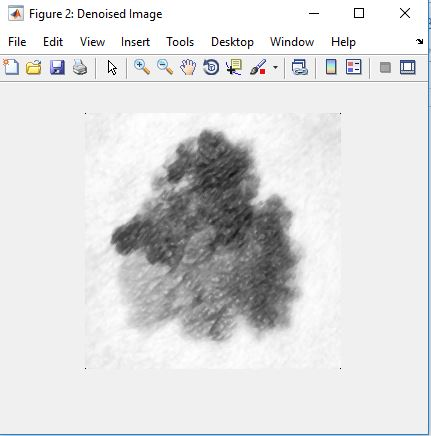 Figure 2: Denoised Image
File Edit View Insert Tools Desktop Window Help